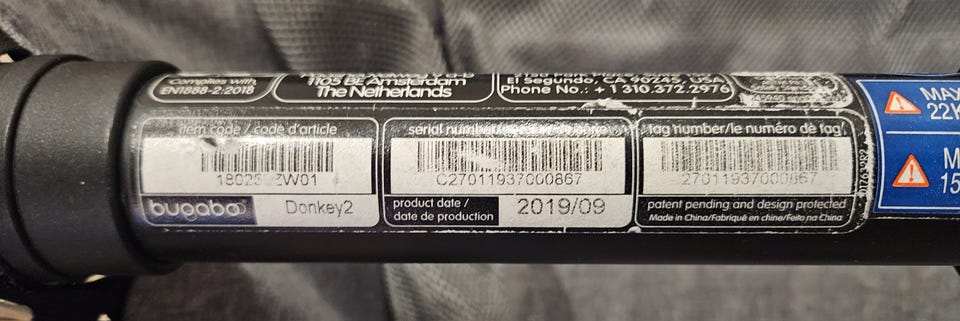 Complies with
EN1888-2:2018
1105 BE Amsterdam
The Netherlands
El Segundo, CA 90245, USA
Phone No.: + 1 310.372.2976
item code / code d'article
ZW01
bugaboo
Donkey2
serial number
C27011937000867
product date /
date de production
2019/09
tag number/le numéro de tag
27011937000867
patent pending and design protected
Made in China/Fabriqué en chine/Feito na China
22K
M
15